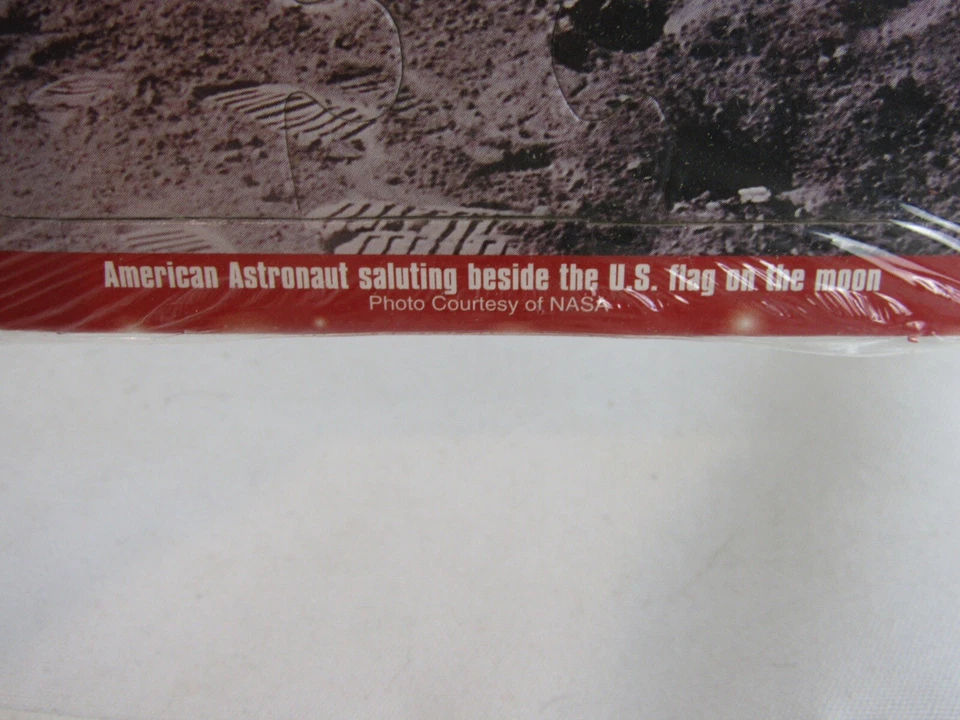 American Astronaut saluting beside the U.S. flag on the moon
Photo Courtesy of NASA